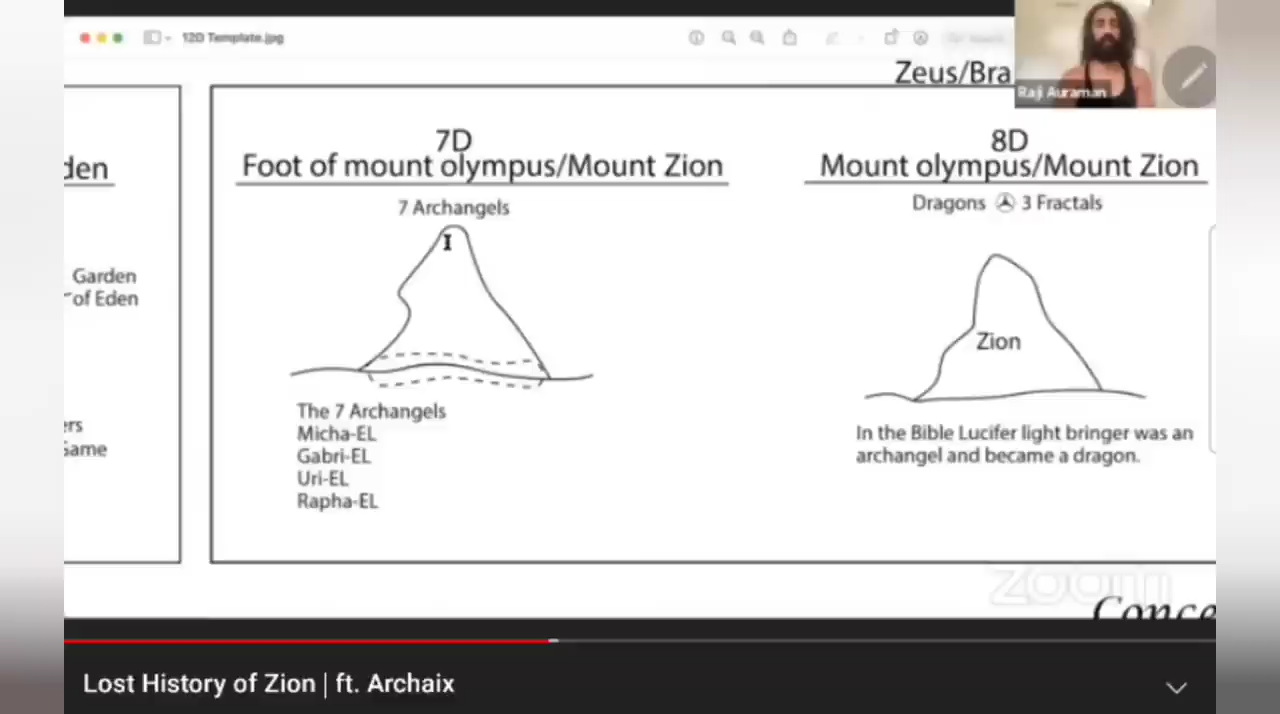 12D Template.jpg
Zeus/Bra
Raji Auraman
den
7D
Foot of mount olympus/Mount Zion
7 Archangels
8D
Mount olympus/Mount Zion
Dragons 3 Fractals
Garden
of Eden
Zion
ers
Game
The 7 Archangels
Micha-EL
Gabri-EL
Uri-EL
Rapha-EL
In the Bible Lucifer light bringer was an
archangel and became a dragon.
zoom
Conce
Lost History of Zion | ft. Archaix